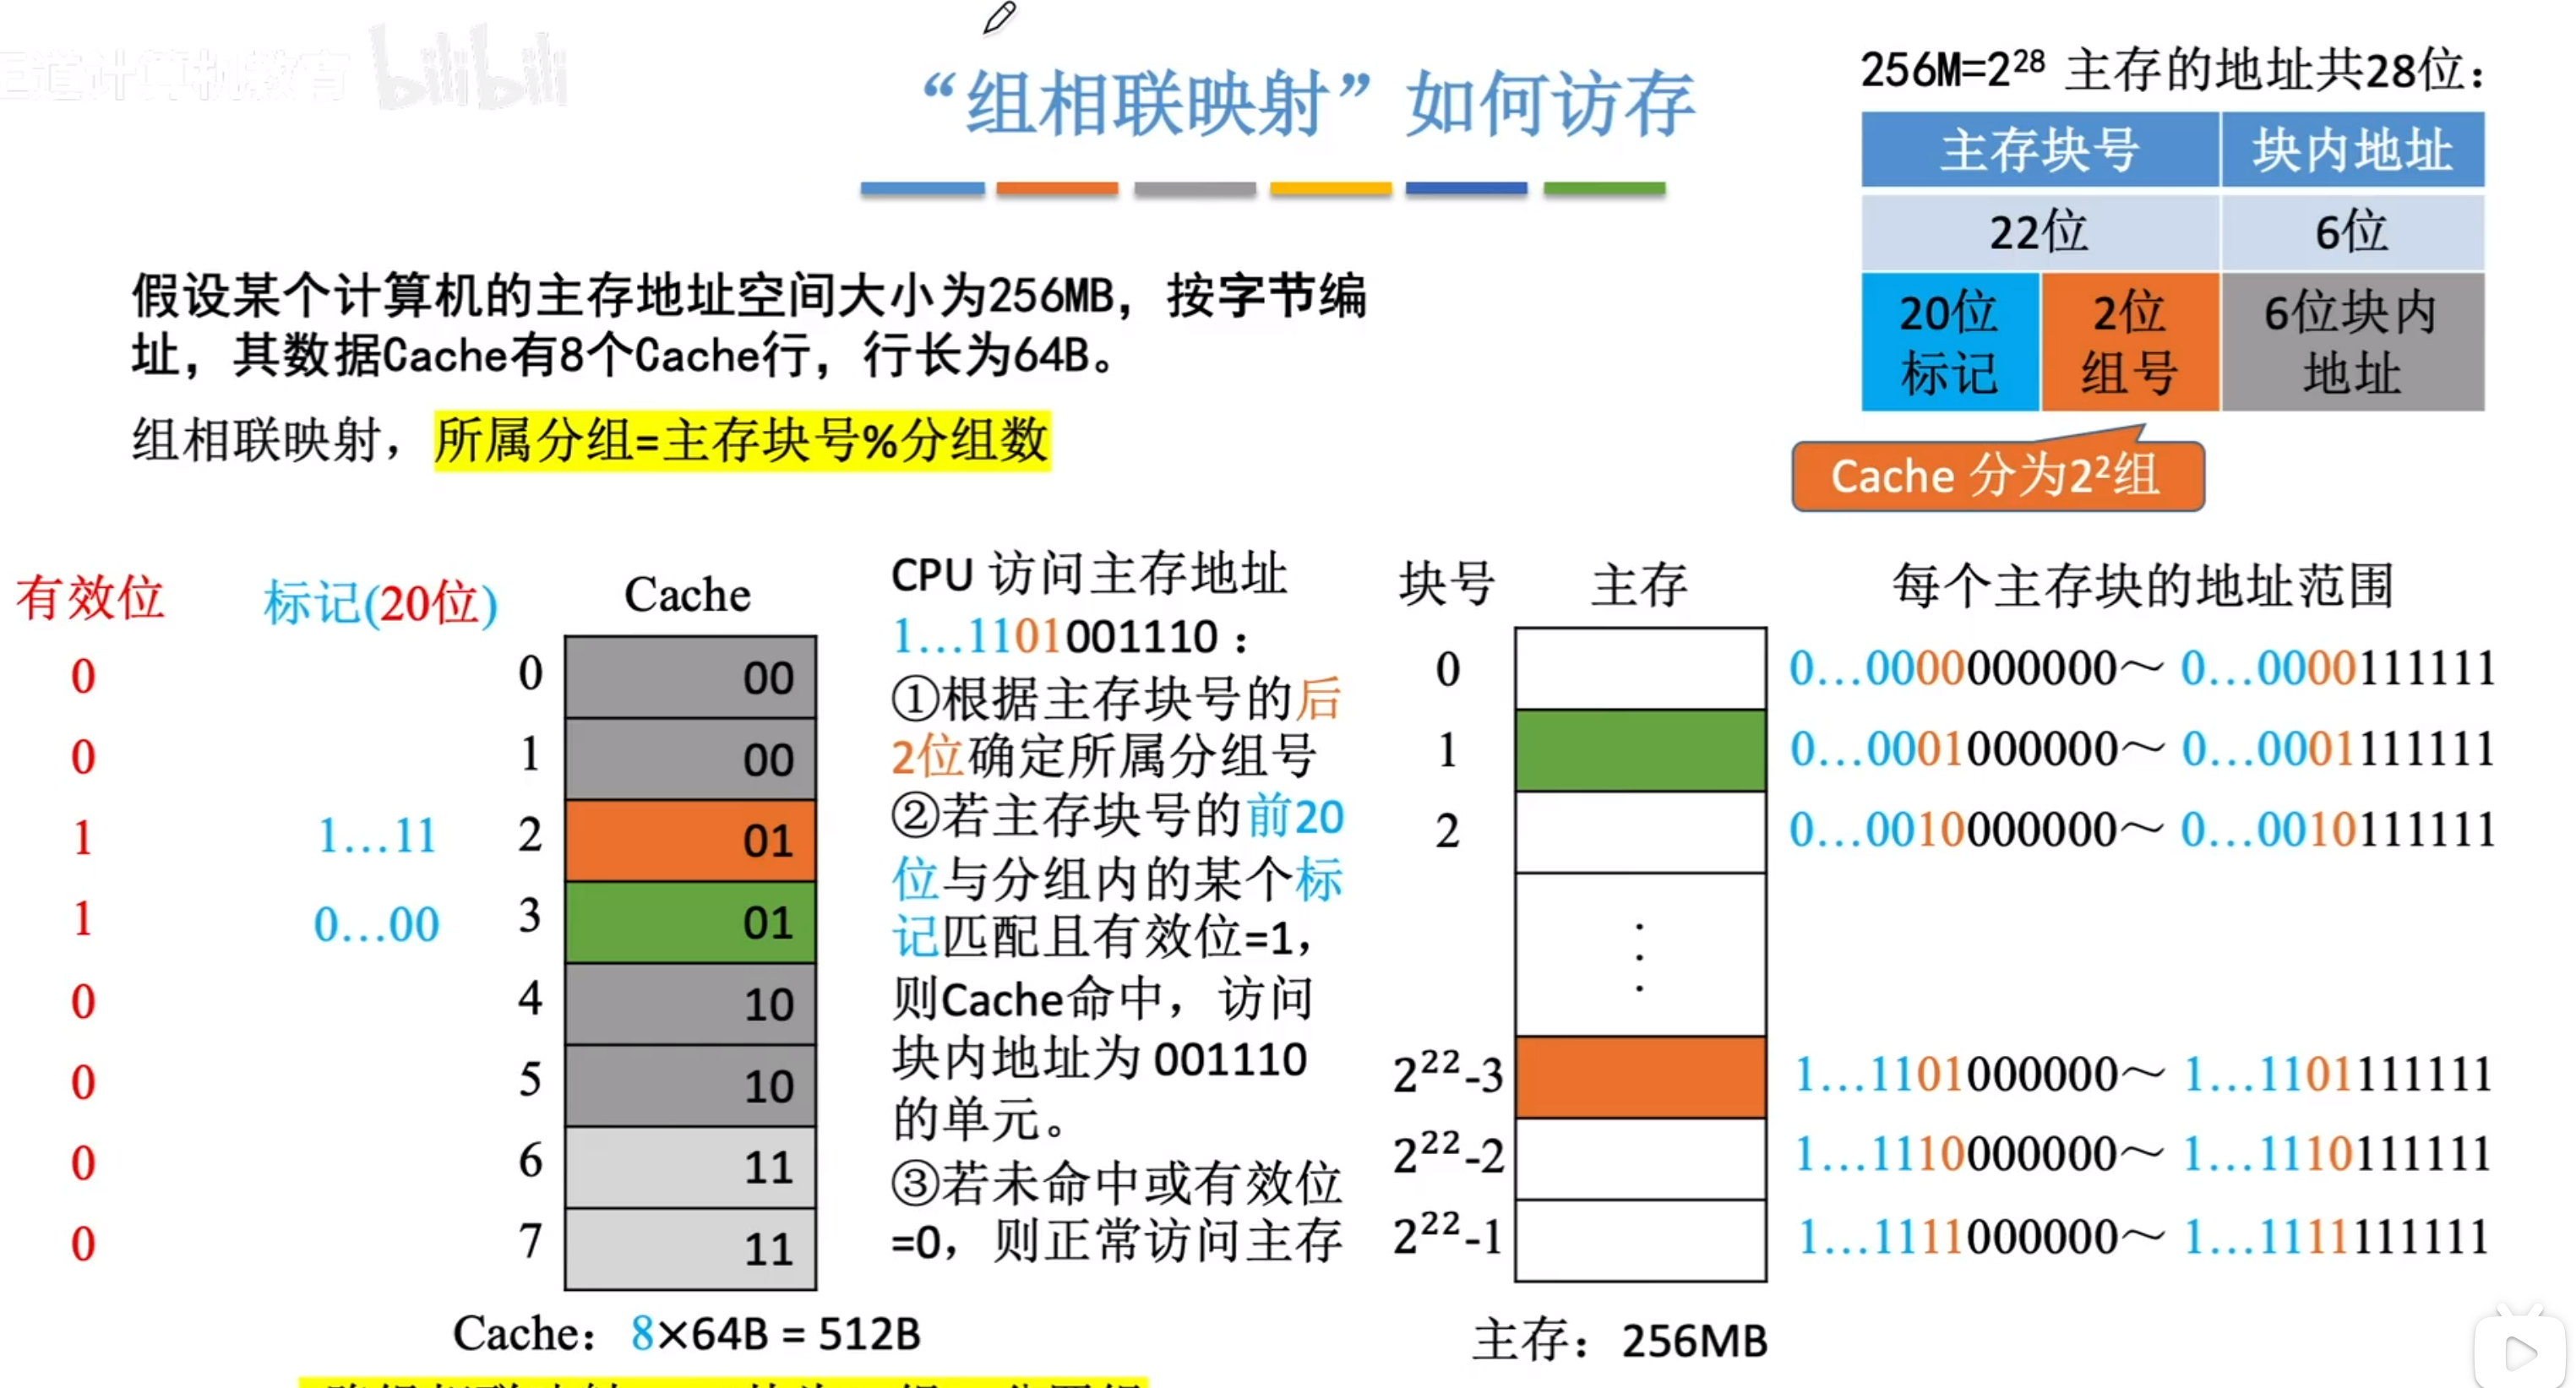 道计算机教育 bilibili
“组相联映射”如何访存
256M=2²⁸ 主存的地址共28位：
主存块号 块内地址
22位 6位
20位标记 2位组号 6位块内地址
Cache 分为2²组
假设某个计算机的主存地址空间大小为256MB，按字节编
址，其数据Cache有8个Cache行，行长为64B。
组相联映射，所属分组=主存块号%分组数
有效位 标记(20位) Cache
0 0 00
0 1 00
1 1…11 2 01
1 0…00 3 01
0 4 10
0 5 10
0 6 11
0 7 11
Cache：8×64B = 512B
CPU 访问主存地址
1…1101001110：
①根据主存块号的后
2位确定所属分组号
②若主存块号的前20
位与分组内的某个标
记匹配且有效位=1，
则Cache命中，访问
块内地址为 001110
的单元。
③若未命中或有效位
=0，则正常访问主存
块号 主存 每个主存块的地址范围
0 0…0000000000～ 0…0000111111
1 0…0001000000～ 0…0001111111
2 0…0010000000～ 0…0010111111
⋮
2²²-3 1…1101000000～ 1…1101111111
2²²-2 1…1110000000～ 1…1110111111
2²²-1 1…1111000000～ 1…1111111111
主存：256MB